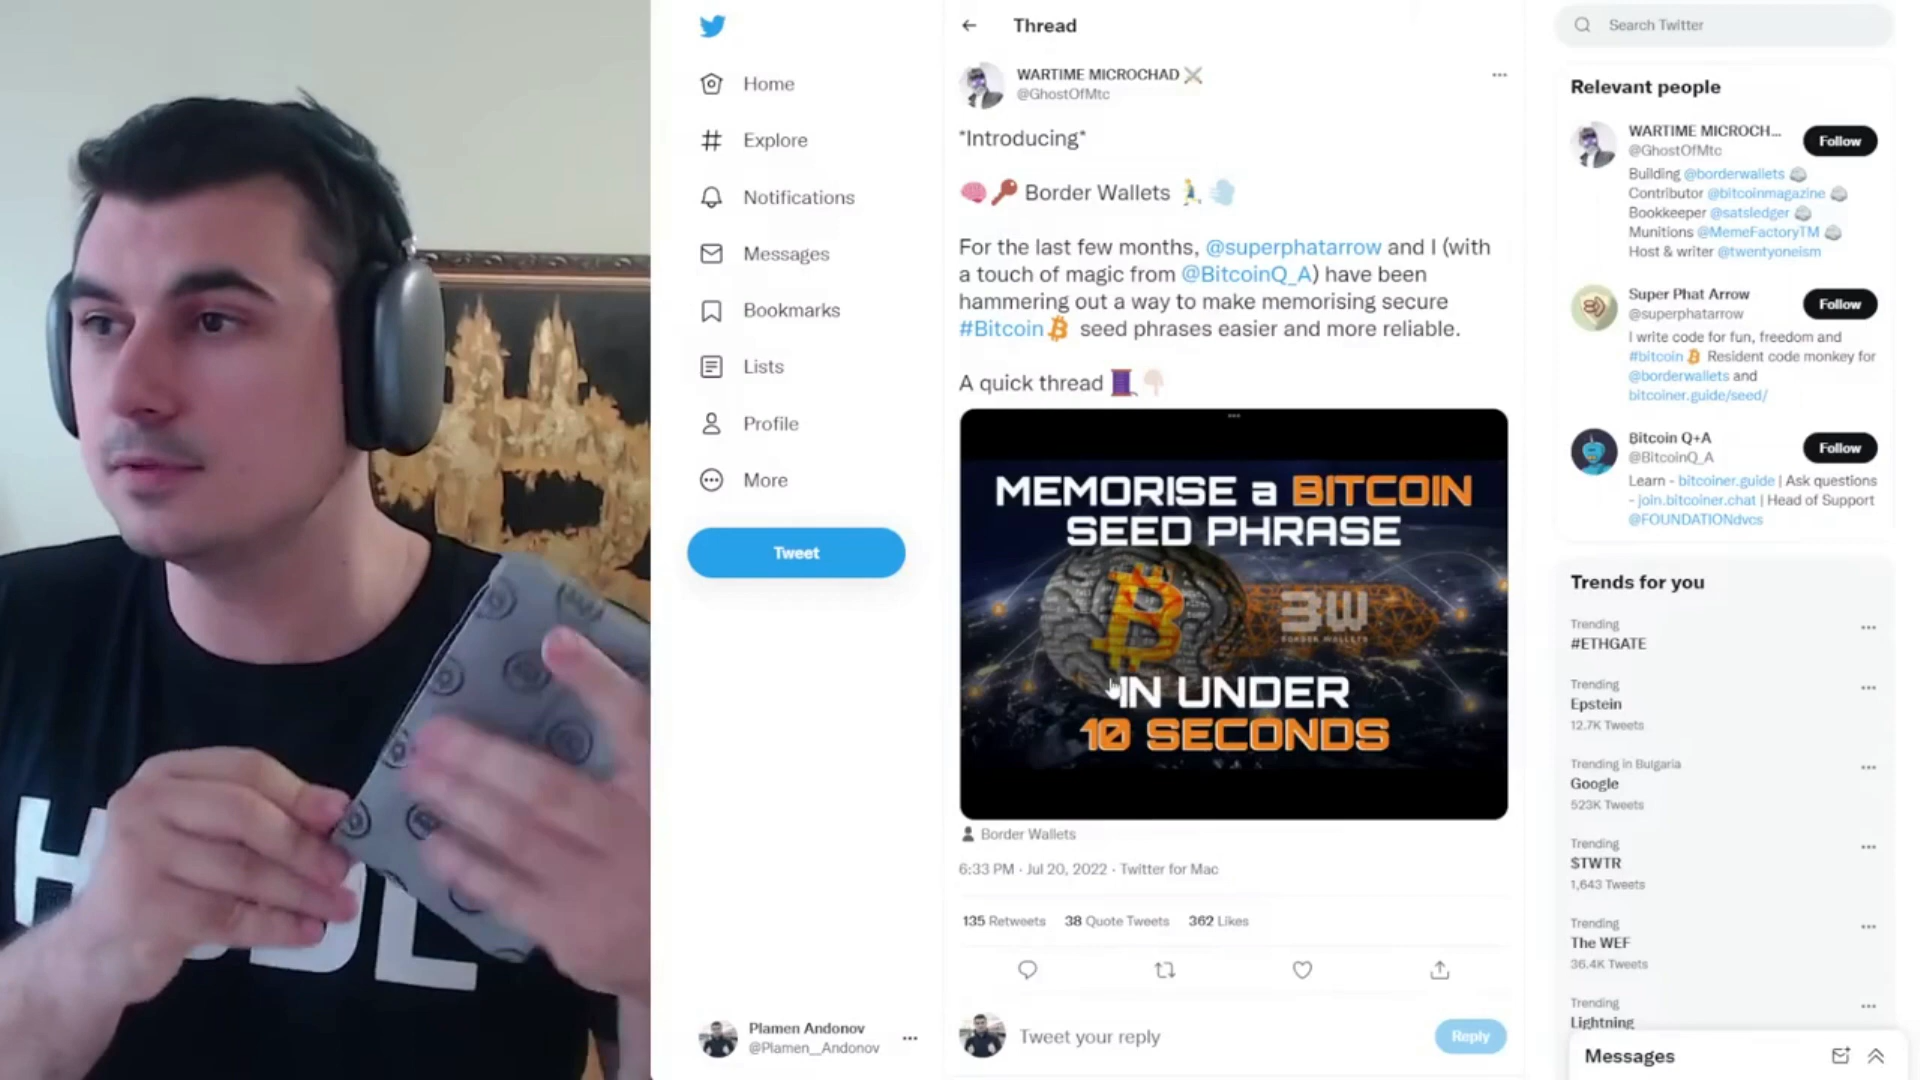 H DL
Home
Explore
Notifications
Messages
Bookmarks
Lists
Profile
More
Tweet
Plamen Andonov
@Plamen__Andonov
Thread
WARTIME MICROCHAD
@GhostOfMtc
*Introducing*
Border Wallets
For the last few months, @superphatarrow and I (with
a touch of magic from @BitcoinQ_A) have been
hammering out a way to make memorising secure
#Bitcoin seed phrases easier and more reliable.
A quick thread
MEMORISE a BITCOIN
SEED PHRASE
BW
BORDER WALLETS
IN UNDER
10 SECONDS
Border Wallets
6:33 PM · Jul 20, 2022 · Twitter for Mac
135 Retweets 38 Quote Tweets 362 Likes
Tweet your reply
Reply
Search Twitter
Relevant people
WARTIME MICROCH...
@GhostOfMtc
Follow
Building @borderwallets
Contributor @bitcoinmagazine
Bookkeeper @satsledger
Munitions @MemeFactoryTM
Host & writer @twentyoneism
Super Phat Arrow
@superphatarrow
Follow
I write code for fun, freedom and
#bitcoin Resident code monkey for
@borderwallets and
bitcoiner.guide/seed/
Bitcoin Q+A
@BitcoinQ_A
Follow
Learn - bitcoiner.guide | Ask questions
- join.bitcoiner.chat | Head of Support
@FOUNDATIONdvcs
Trends for you
Trending
#ETHGATE
Trending
Epstein
12.7K Tweets
Trending in Bulgaria
Google
523K Tweets
Trending
$TWTR
1,643 Tweets
Trending
The WEF
36.4K Tweets
Trending
Lightning
Messages